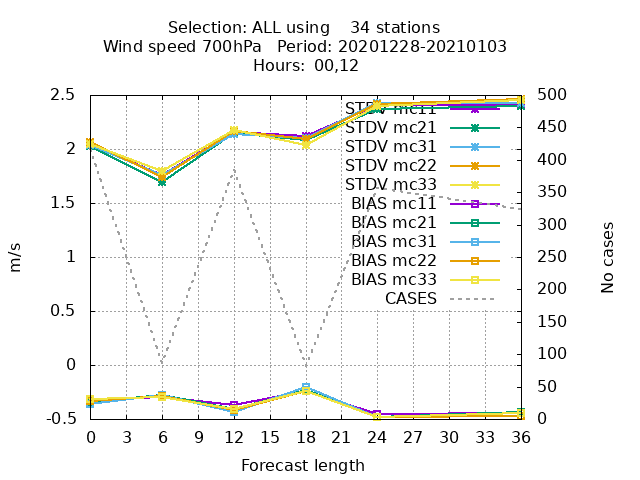 Selection: ALL using    34 stations
Wind speed 700hPa   Period: 20201228-20210103
Hours:  00,12
2.5
2
1.5
1
0.5
0
-0.5
m/s
STDV mc11
STDV mc21
STDV mc31
STDV mc22
STDV mc33
BIAS mc11
BIAS mc21
BIAS mc31
BIAS mc22
BIAS mc33
CASES
500
450
400
350
300
250
200
150
100
50
0
No cases
0 3 6 9 12 15 18 21 24 27 30 33 36
Forecast length